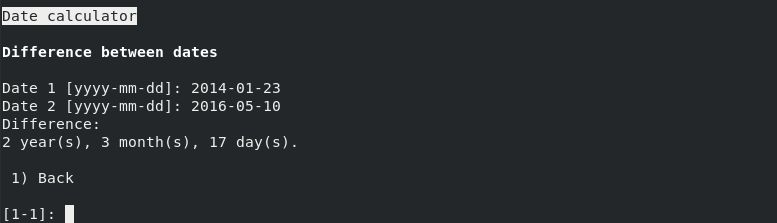 Date calculator
Difference between dates
Date 1 [yyyy-mm-dd]: 2014-01-23
Date 2 [yyyy-mm-dd]: 2016-05-10
Difference:
2 year(s), 3 month(s), 17 day(s).
1) Back
[1-1]: